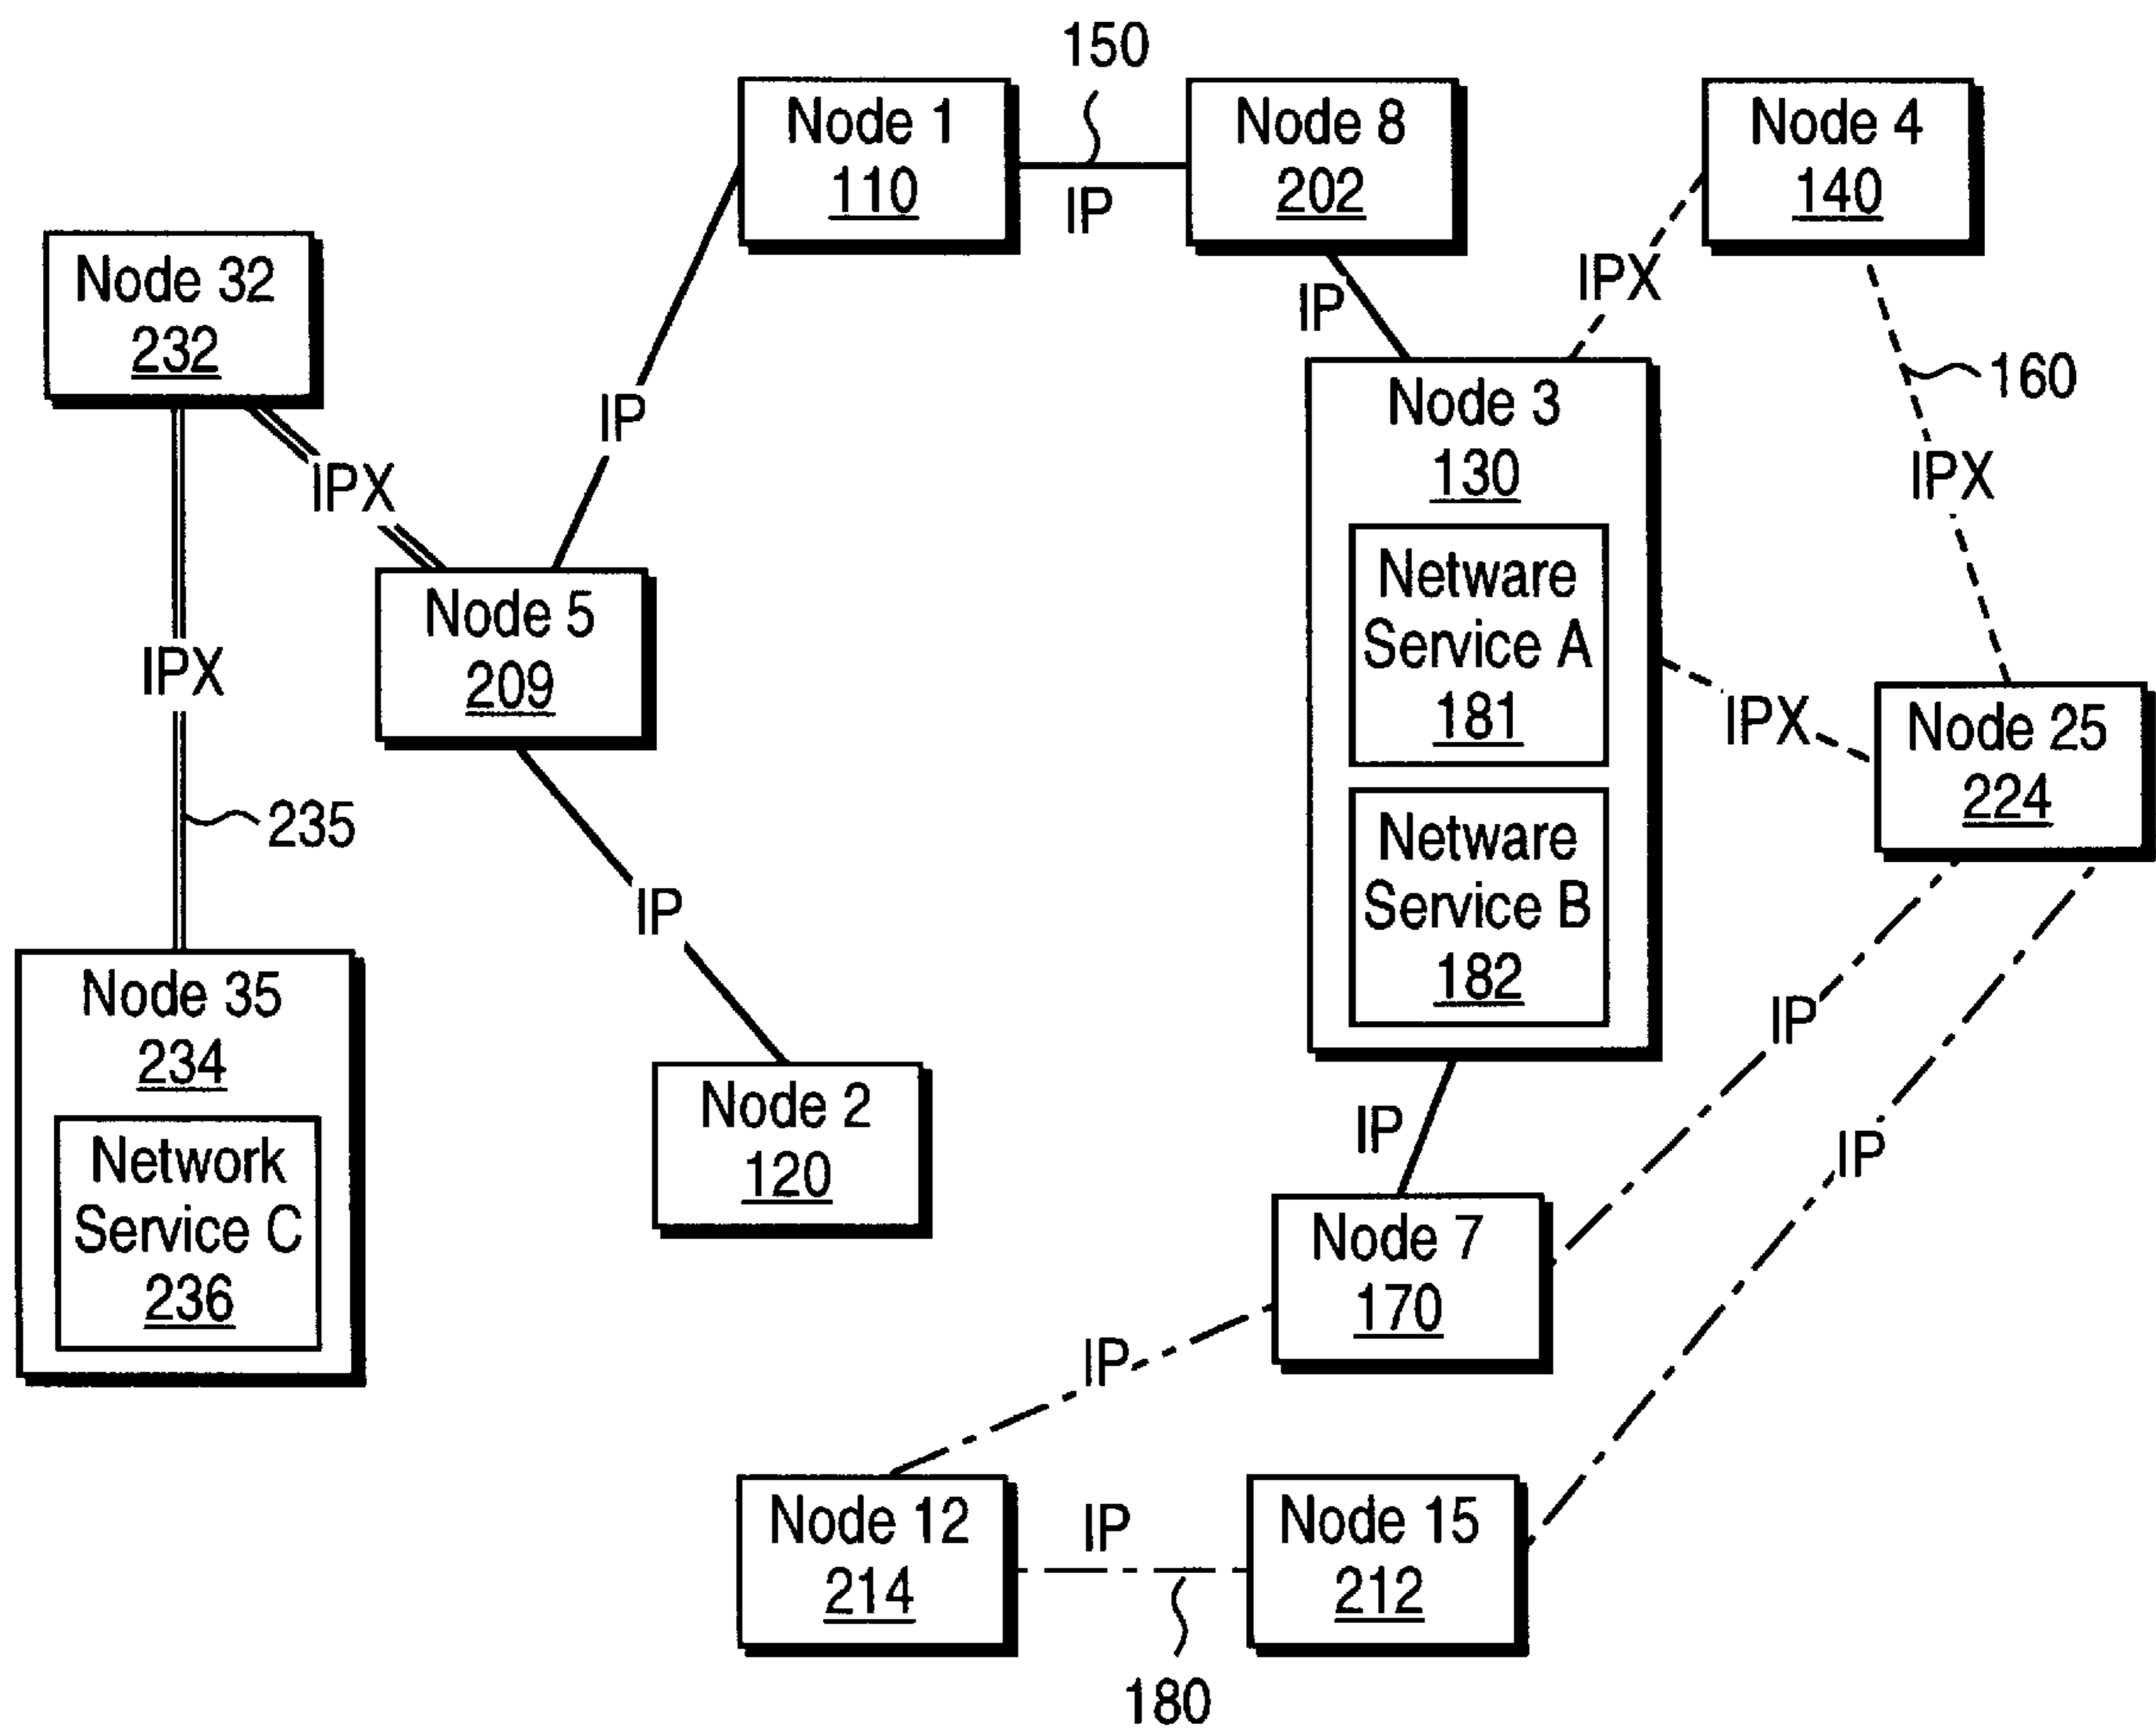 150
Node 1
110
IP
Node 8
202
Node 4
140
Node 32
232
IP
IPX
160
IP
IPX
IPX
Node 3
130
Netware
Service A
181
Netware
Service B
182
Node 5
209
IPX
IPX
Node 25
224
235
IP
Node 35
234
Network
Service C
236
Node 2
120
IP
IP
IP
Node 7
170
IP
Node 12
214
IP
Node 15
212
180